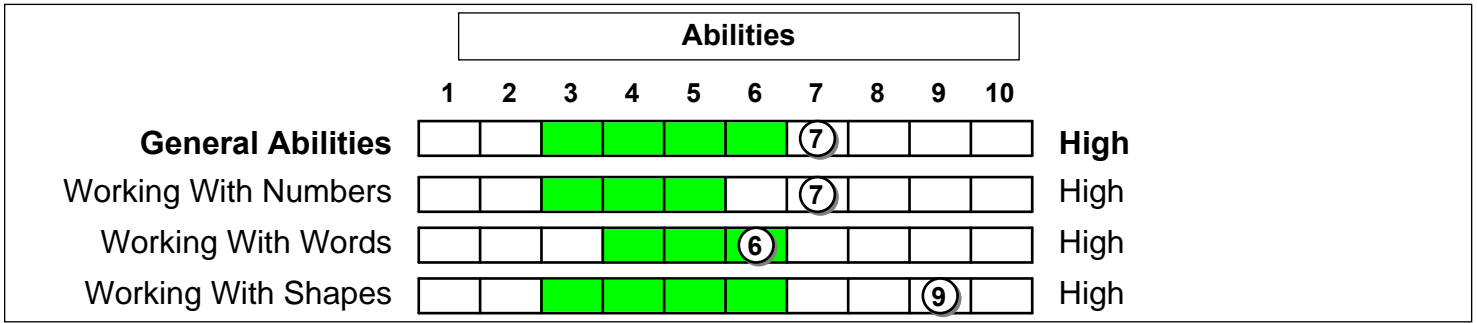 Abilities
1 2 3 4 5 6 7 8 9 10
General Abilities 7 High
Working With Numbers 7 High
Working With Words 6 High
Working With Shapes 9 High